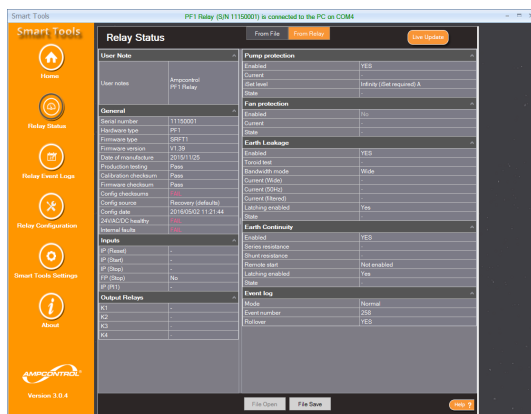 Smart Tools
PF1 Relay (S/N 11150001) is connected to the PC on COM4
Smart Tools
Home
Relay Status
Relay Event Logs
Relay Configuration
Smart Tools Settings
About
AMPCONTROL
Version 3.0.4
Relay Status
From File
From Relay
Live Update
User Note
User notes
Ampcontrol
PF1 Relay
General
Serial number 11150001
Hardware type PF1
Firmware type SRFT1
Firmware version V1.39
Date of manufacture 2015/11/25
Production testing Pass
Calibration checksum Pass
Firmware checksum Pass
Config checksums
Config source Recovery (defaults)
Config date 2016/05/02 11:21:44
24VAC/DC healthy
Internal faults
Inputs
IP (Reset) -
IP (Start) -
IP (Stop) -
FP (Stop) No
IP (PI1) -
Output Relays
K1 -
K2 -
K3 -
K4 -
Pump protection
Enabled YES
Current -
iSet level Infinity (iSet required) A
State -
Fan protection
Enabled No
Current -
State -
Earth Leakage
Enabled YES
Toroid test -
Bandwidth mode Wide
Current (Wide) -
Current (50Hz) -
Current (filtered) -
Latching enabled Yes
State -
Earth Continuity
Enabled YES
Series resistance -
Shunt resistance -
Remote start Not enabled
Latching enabled Yes
State -
Event log
Mode Normal
Event number 250
Rollover YES
File Open
File Save
Help ?